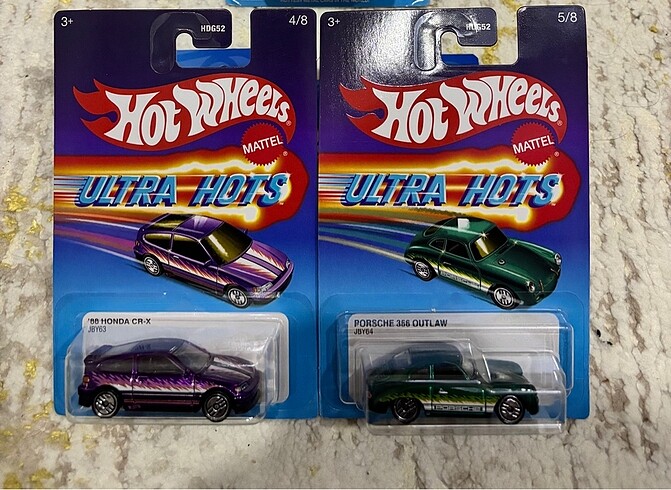 3+
HDG52
4/8
Hot Wheels
MATTEL
ULTRA HOTS
'88 HONDA CR-X
JBY63
3+
HDG52
5/8
Hot Wheels
MATTEL
ULTRA HOTS
PORSCHE 356 OUTLAW
JBY64
PORSCHE